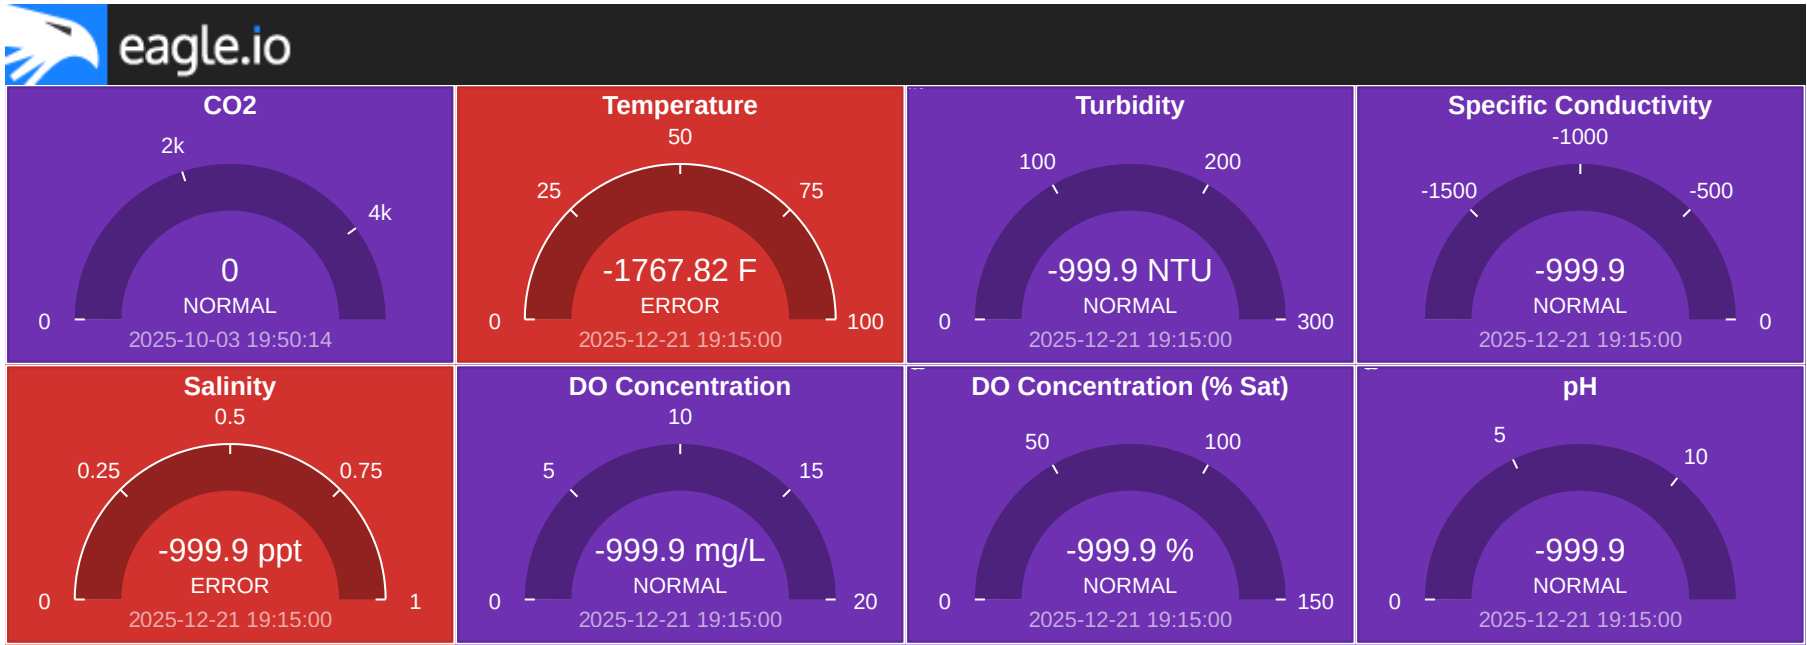 eagle.io
CO2
2k
4k
0
NORMAL
0
2025-10-03 19:50:14
Temperature
50
25
75
-1767.82 F
ERROR
0
100
2025-12-21 19:15:00
Turbidity
100
200
-999.9 NTU
NORMAL
0
300
2025-12-21 19:15:00
Specific Conductivity
-1000
-1500
-500
-999.9
NORMAL
0
2025-12-21 19:15:00
Salinity
0.5
0.25
0.75
-999.9 ppt
ERROR
0
1
2025-12-21 19:15:00
DO Concentration
10
5
15
-999.9 mg/L
NORMAL
0
20
2025-12-21 19:15:00
DO Concentration (% Sat)
50
100
-999.9 %
NORMAL
0
150
2025-12-21 19:15:00
pH
5
10
-999.9
NORMAL
0
2025-12-21 19:15:00